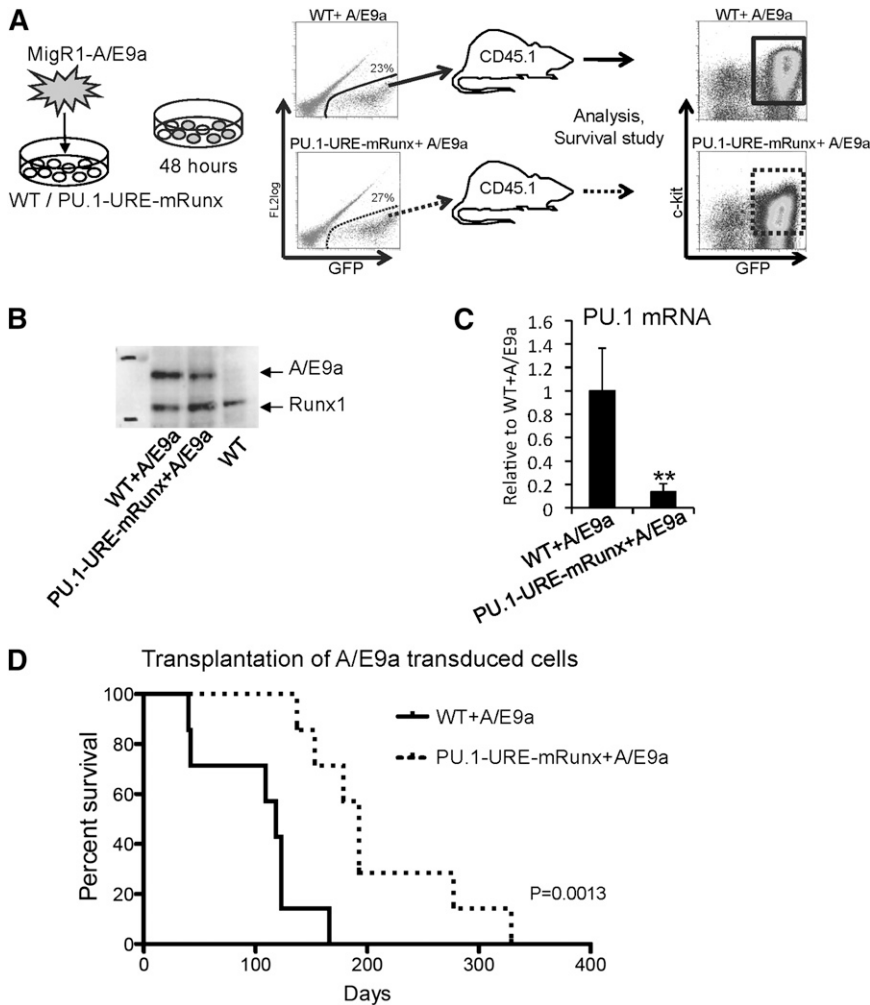 A
MigR1-A/E9a
48 hours
WT / PU.1-URE-mRunx
WT+ A/E9a
23%
PU.1-URE-mRunx+ A/E9a
27%
FL2log
GFP
CD45.1
CD45.1
Analysis,
Survival study
WT+ A/E9a
PU.1-URE-mRunx+ A/E9a
c-kit
GFP
B
A/E9a
Runx1
WT+A/E9a
PU.1-URE-mRunx+A/E9a
WT
C
PU.1 mRNA
Relative to WT+A/E9a
1.6
1.4
1.2
1
0.8
0.6
0.4
0.2
0
**
WT+A/E9a
PU.1-URE-mRunx+A/E9a
D
Transplantation of A/E9a transduced cells
Percent survival
100
80
60
40
20
0
WT+A/E9a
PU.1-URE-mRunx+A/E9a
P=0.0013
0
100
200
300
400
Days